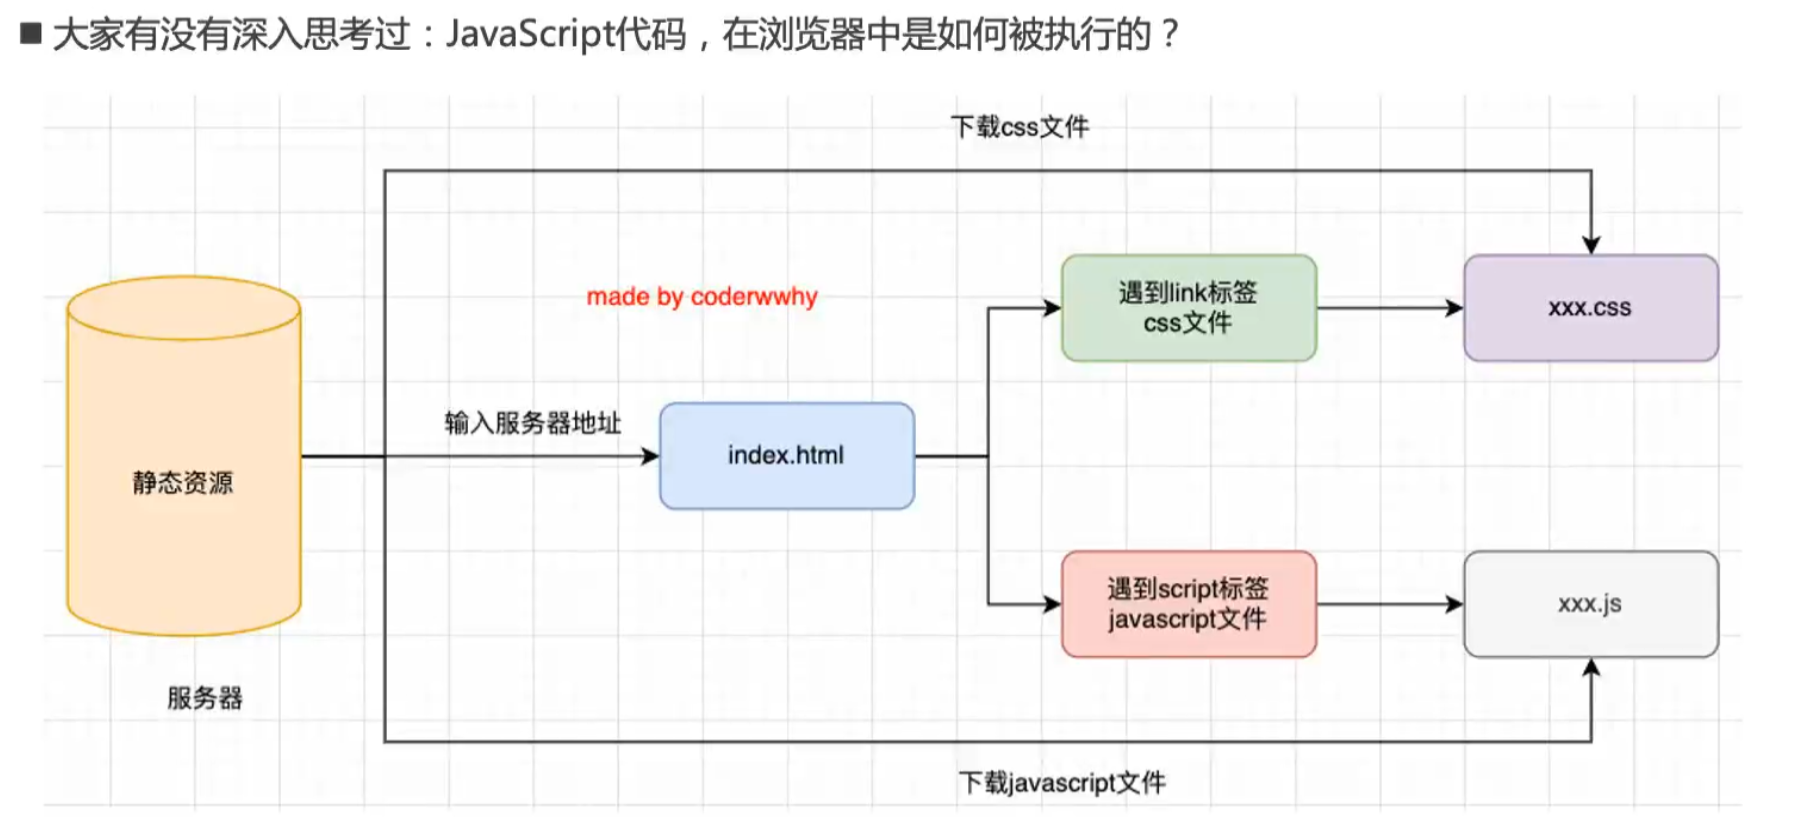 大家有没有深入思考过：JavaScript代码，在浏览器中是如何被执行的？
下载css文件
made by coderwwhy
遇到link标签
css文件
xxx.css
输入服务器地址
index.html
静态资源
遇到script标签
javascript文件
xxx.js
服务器
下载javascript文件